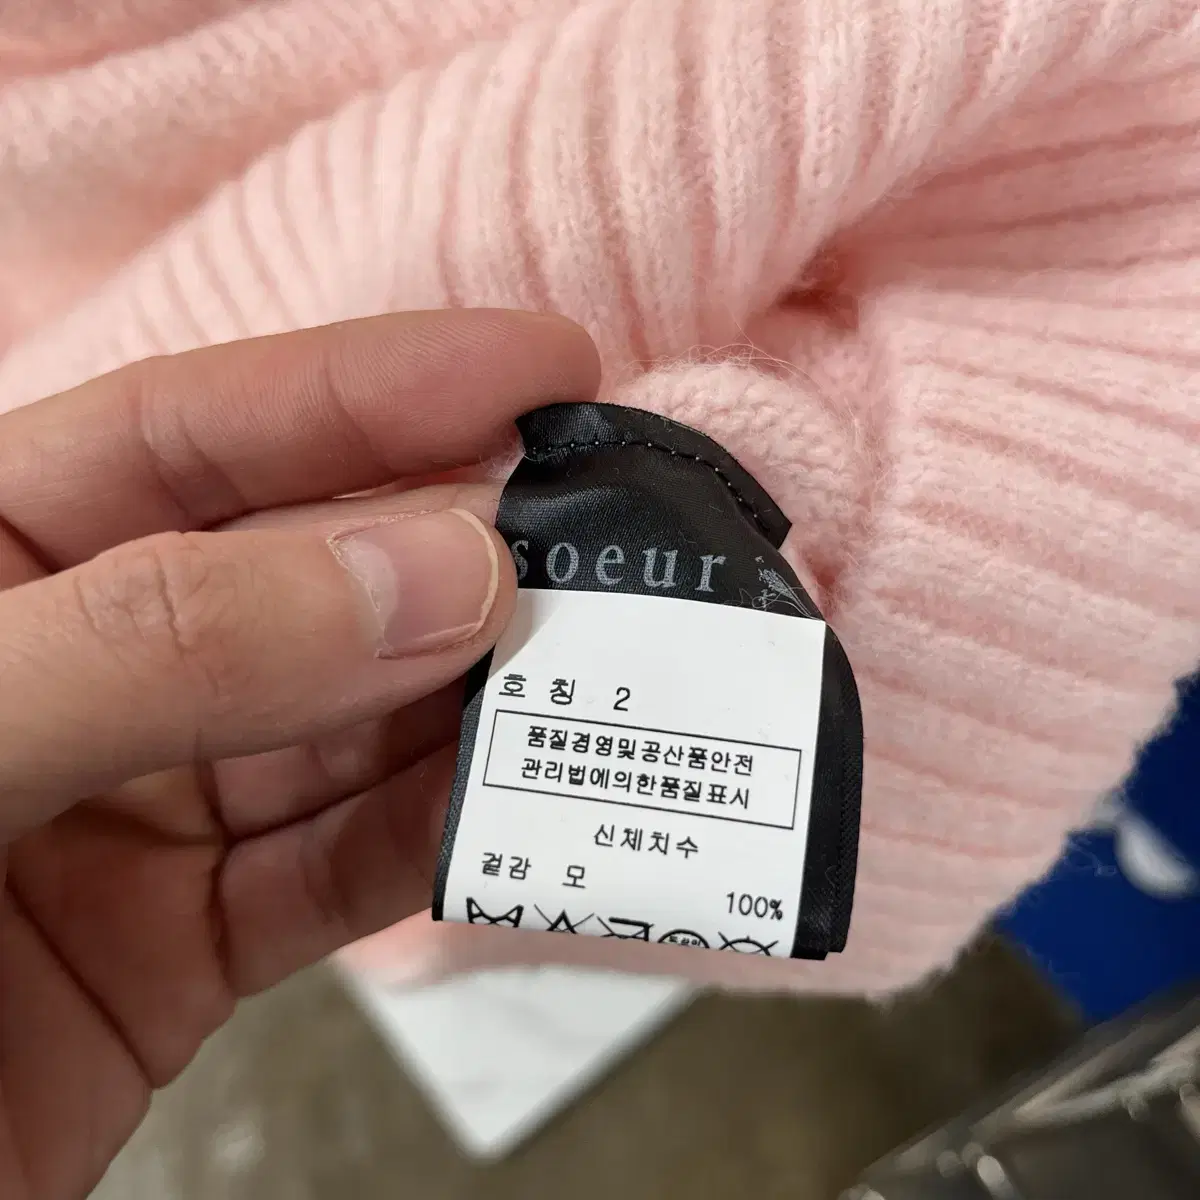 soeur
호 칭 2
품질경영및공산품안전
관리법에의한품질표시
신체치수
겉감 모 100%